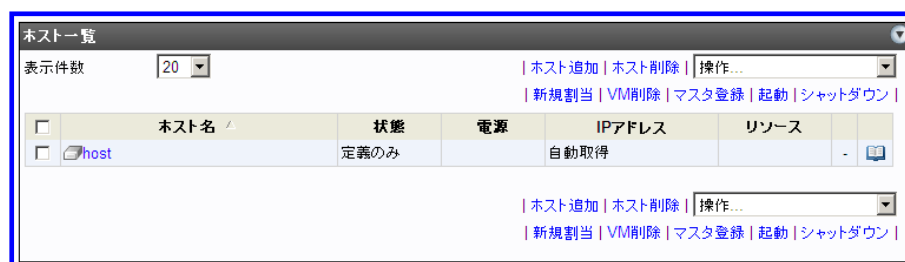 ホスト一覧
表示件数 20 | ホスト追加 | ホスト削除 | 操作...
| 新規割当 | VM削除 | マスタ登録 | 起動 | シャットダウン |
ホスト名 状態 電源 IPアドレス リソース
host 定義のみ 自動取得 -
| ホスト追加 | ホスト削除 | 操作...
| 新規割当 | VM削除 | マスタ登録 | 起動 | シャットダウン |